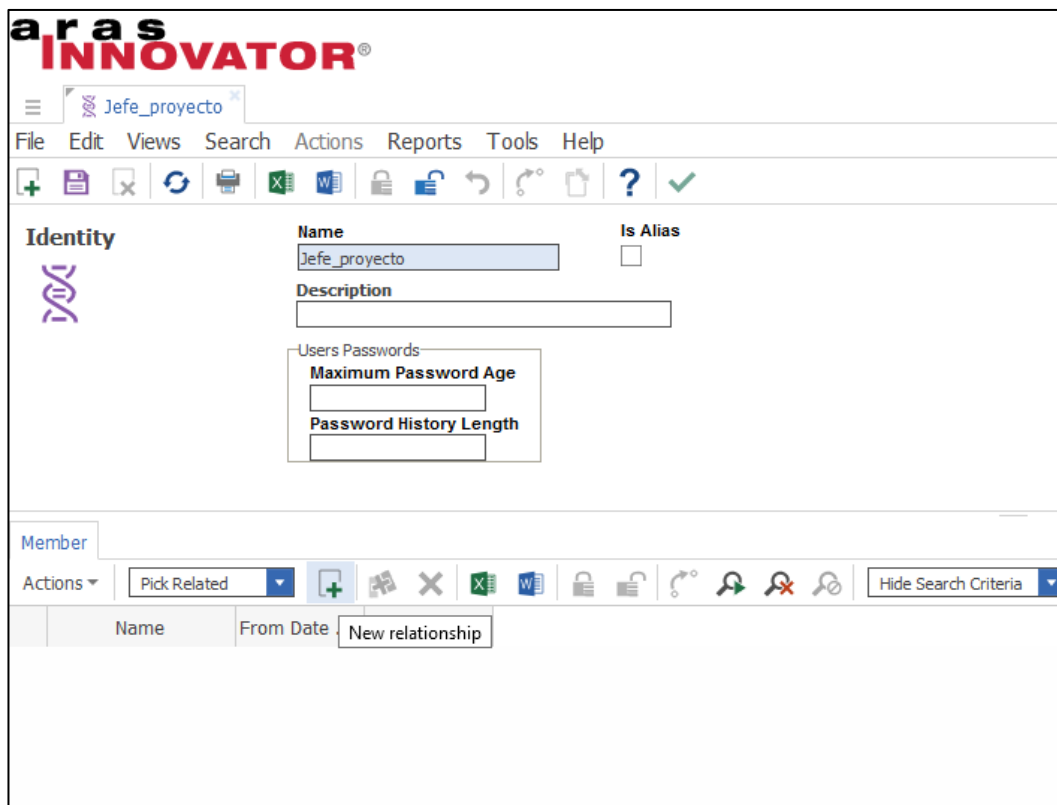 aras
INNOVATOR®
Jefe_proyecto
File Edit Views Search Actions Reports Tools Help
Identity
Name
Is Alias
Jefe_proyecto
Description
Users Passwords
Maximum Password Age
Password History Length
Member
Actions Pick Related Hide Search Criteria
Name From Date
New relationship